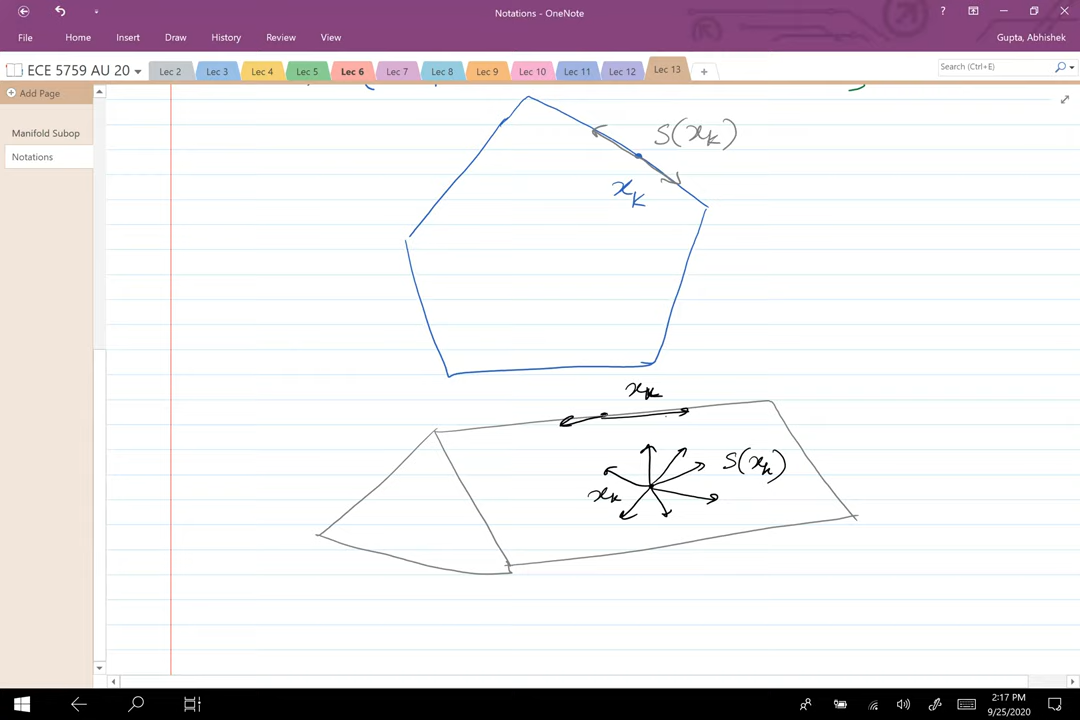 Notations - OneNote
?
File
Home
Insert
Draw
History
Review
View
Gupta, Abhishek
ECE 5759 AU 20
Lec 2
Lec 3
Lec 4
Lec 5
Lec 6
Lec 7
Lec 8
Lec 9
Lec 10
Lec 11
Lec 12
Lec 13
+
Search (Ctrl+E)
Add Page
Manifold Subop
Notations
S(x_k)
x_k
x_k
S(x_k)
x_k
2:17 PM
9/25/2020